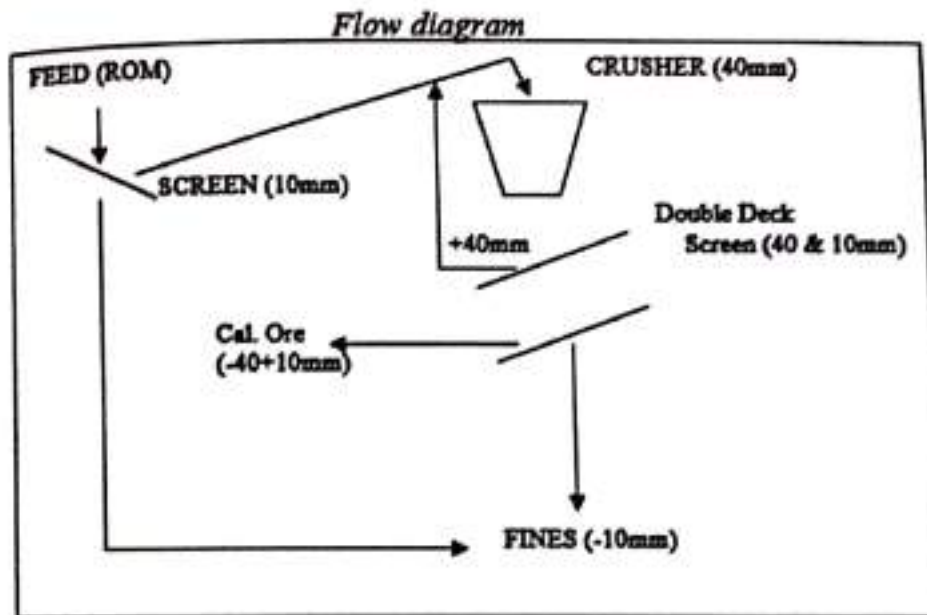 Flow diagram
FEED (ROM)
CRUSHER (40mm)
SCREEN (10mm)
Double Deck
Screen (40 & 10mm)
+40mm
Cal. Ore
(-40+10mm)
FINES (-10mm)